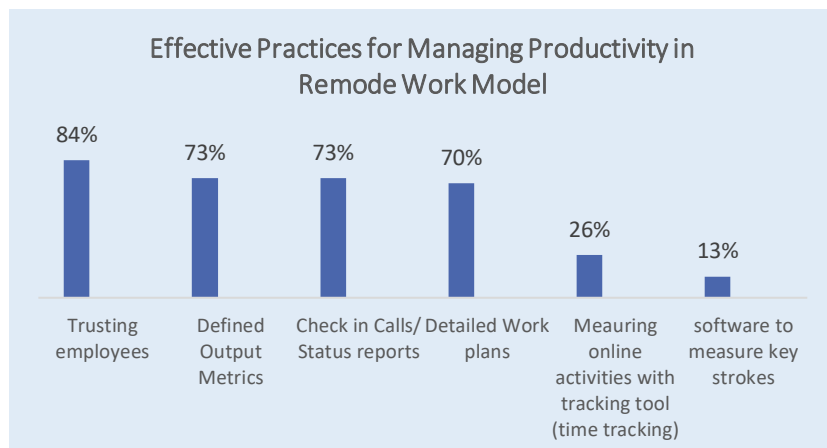 Effective Practices for Managing Productivity in
Remode Work Model
84%
73%
73%
70%
26%
13%
Trusting
employees
Defined
Output
Metrics
Check in Calls/
Status reports
Detailed Work
plans
Meauring
online
activities with
tracking tool
(time tracking)
software to
measure key
strokes